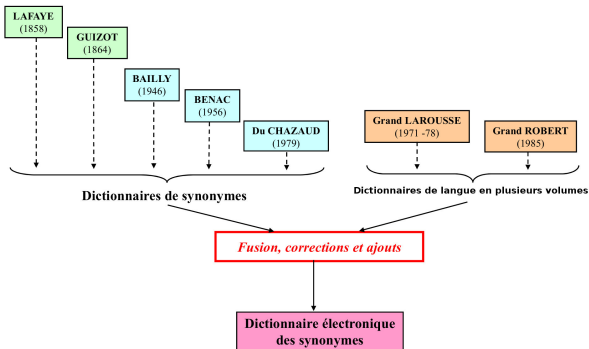 LAFAYE
(1858)
GUIZOT
(1864)
BAILLY
(1946)
BENAC
(1956)
Du CHAZAUD
(1979)
Grand LAROUSSE
(1971 -78)
Grand ROBERT
(1985)
Dictionnaires de synonymes
Dictionnaires de langue en plusieurs volumes
Fusion, corrections et ajouts
Dictionnaire électronique
des synonymes